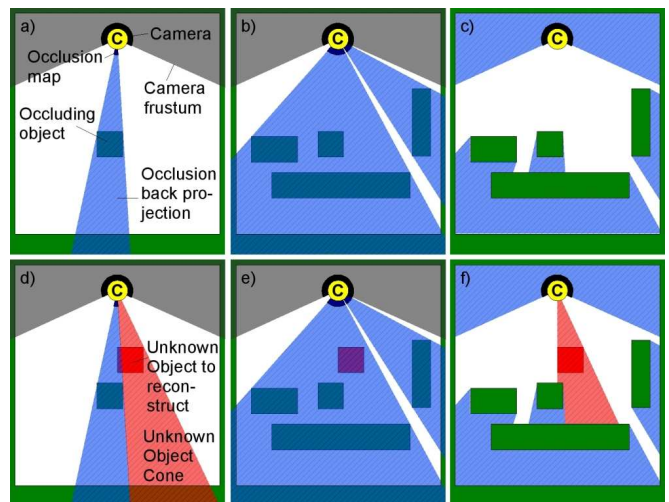 a)
C
Camera
Occlusion
map
Camera
frustum
Occluding
object
Occlusion
back pro-
jection
b)
C
c)
C
d)
C
Unknown
Object to
recon-
struct
Unknown
Object
Cone
e)
C
f)
C